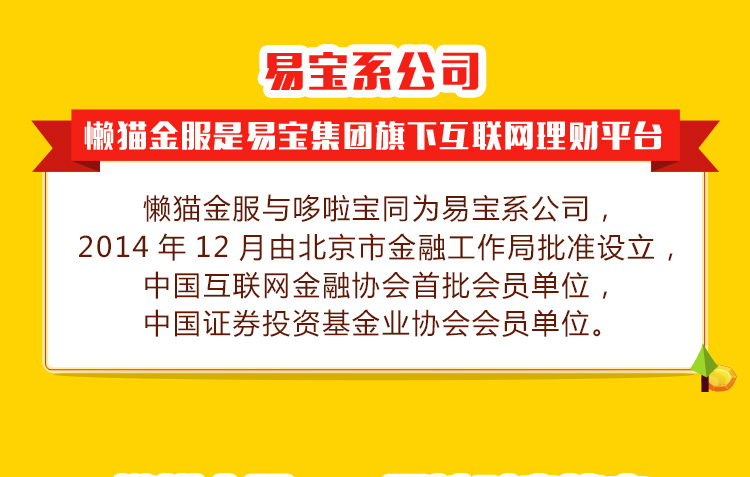 易宝系公司
懒猫金服是易宝集团旗下互联网理财平台
懒猫金服与哆啦宝同为易宝系公司，
2014 年 12 月由北京市金融工作局批准设立，
中国互联网金融协会首批会员单位，
中国证券投资基金业协会会员单位。